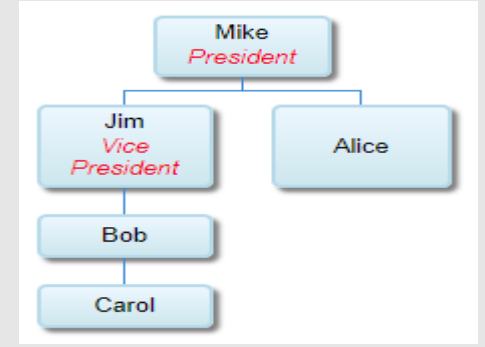 Mike
President
Jim
Vice
President
Alice
Bob
Carol